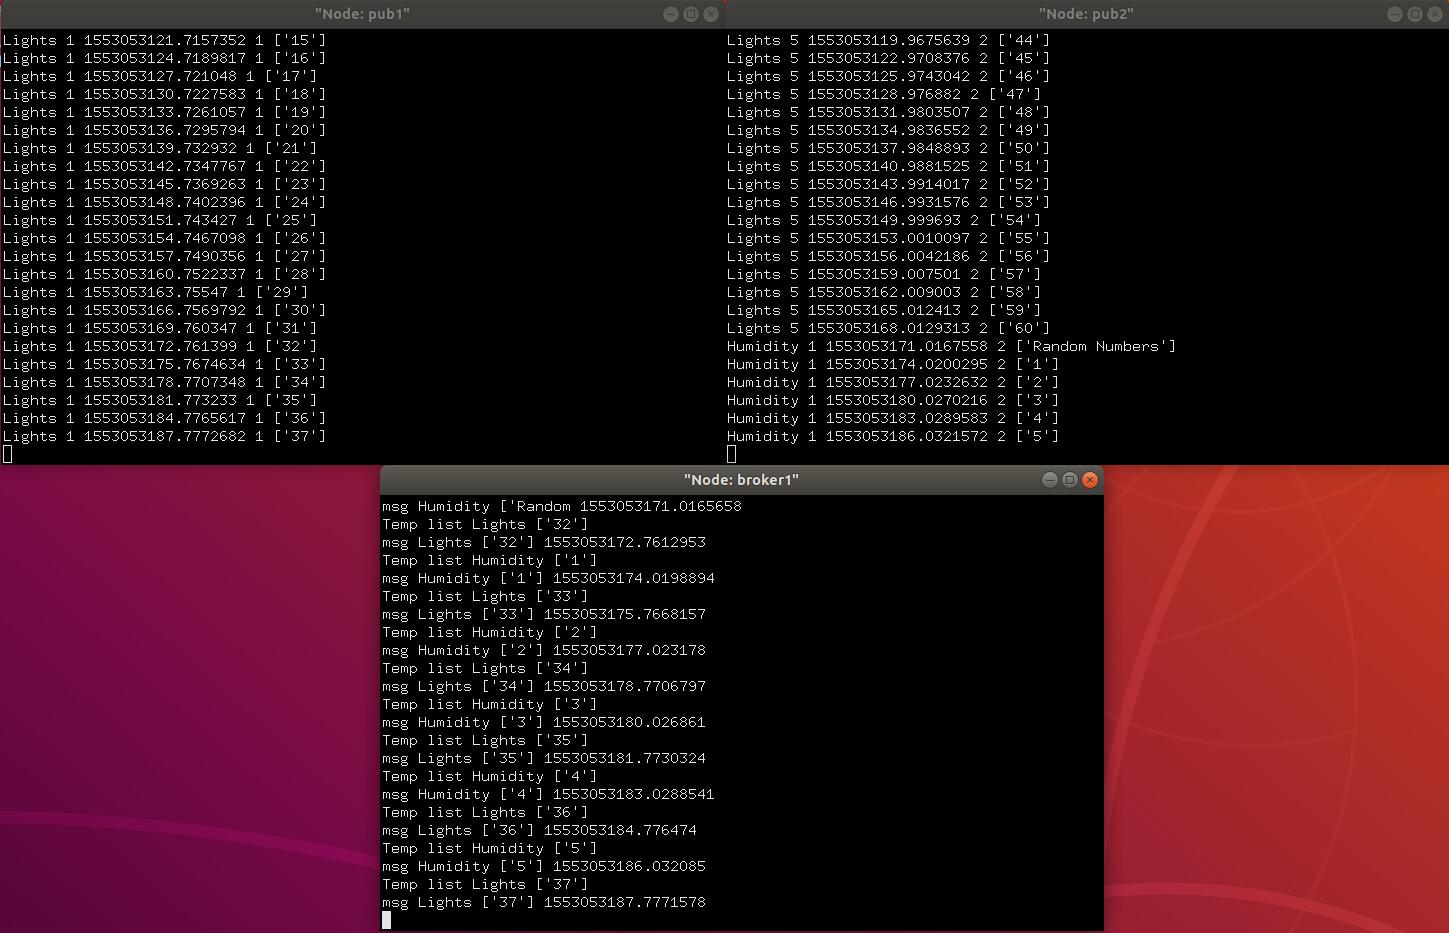 "Node: pub1"
Lights 1 1553053121.7157352 1 ['15']
Lights 1 1553053124.7189817 1 ['16']
Lights 1 1553053127.721048 1 ['17']
Lights 1 1553053130.7227583 1 ['18']
Lights 1 1553053133.7261057 1 ['19']
Lights 1 1553053136.7295794 1 ['20']
Lights 1 1553053139.732932 1 ['21']
Lights 1 1553053142.7347767 1 ['22']
Lights 1 1553053145.7369263 1 ['23']
Lights 1 1553053148.7402396 1 ['24']
Lights 1 1553053151.743427 1 ['25']
Lights 1 1553053154.7467098 1 ['26']
Lights 1 1553053157.7490356 1 ['27']
Lights 1 1553053160.7522337 1 ['28']
Lights 1 1553053163.75547 1 ['29']
Lights 1 1553053166.7569792 1 ['30']
Lights 1 1553053169.760347 1 ['31']
Lights 1 1553053172.761399 1 ['32']
Lights 1 1553053175.7674634 1 ['33']
Lights 1 1553053178.7707348 1 ['34']
Lights 1 1553053181.773233 1 ['35']
Lights 1 1553053184.7765617 1 ['36']
Lights 1 1553053187.7772682 1 ['37']
"Node: pub2"
Lights 5 1553053119.9675639 2 ['44']
Lights 5 1553053122.9708376 2 ['45']
Lights 5 1553053125.9743042 2 ['46']
Lights 5 1553053128.976882 2 ['47']
Lights 5 1553053131.9803507 2 ['48']
Lights 5 1553053134.9836552 2 ['49']
Lights 5 1553053137.9848893 2 ['50']
Lights 5 1553053140.9881525 2 ['51']
Lights 5 1553053143.9914017 2 ['52']
Lights 5 1553053146.9931576 2 ['53']
Lights 5 1553053149.999693 2 ['54']
Lights 5 1553053153.0010097 2 ['55']
Lights 5 1553053156.0042186 2 ['56']
Lights 5 1553053159.007501 2 ['57']
Lights 5 1553053162.009003 2 ['58']
Lights 5 1553053165.012413 2 ['59']
Lights 5 1553053168.0129313 2 ['60']
Humidity 1 1553053171.0167558 2 ['Random Numbers']
Humidity 1 1553053174.0200295 2 ['1']
Humidity 1 1553053177.0232632 2 ['2']
Humidity 1 1553053180.0270216 2 ['3']
Humidity 1 1553053183.0289583 2 ['4']
Humidity 1 1553053186.0321572 2 ['5']
"Node: broker1"
msg Humidity ['Random 1553053171.0165658
Temp list Lights ['32']
msg Lights ['32'] 1553053172.7612953
Temp list Humidity ['1']
msg Humidity ['1'] 1553053174.0198894
Temp list Lights ['33']
msg Lights ['33'] 1553053175.7668157
Temp list Humidity ['2']
msg Humidity ['2'] 1553053177.023178
Temp list Lights ['34']
msg Lights ['34'] 1553053178.7706797
Temp list Humidity ['3']
msg Humidity ['3'] 1553053180.026861
Temp list Lights ['35']
msg Lights ['35'] 1553053181.7730324
Temp list Humidity ['4']
msg Humidity ['4'] 1553053183.0288541
Temp list Lights ['36']
msg Lights ['36'] 1553053184.776474
Temp list Humidity ['5']
msg Humidity ['5'] 1553053186.032085
Temp list Lights ['37']
msg Lights ['37'] 1553053187.7771578